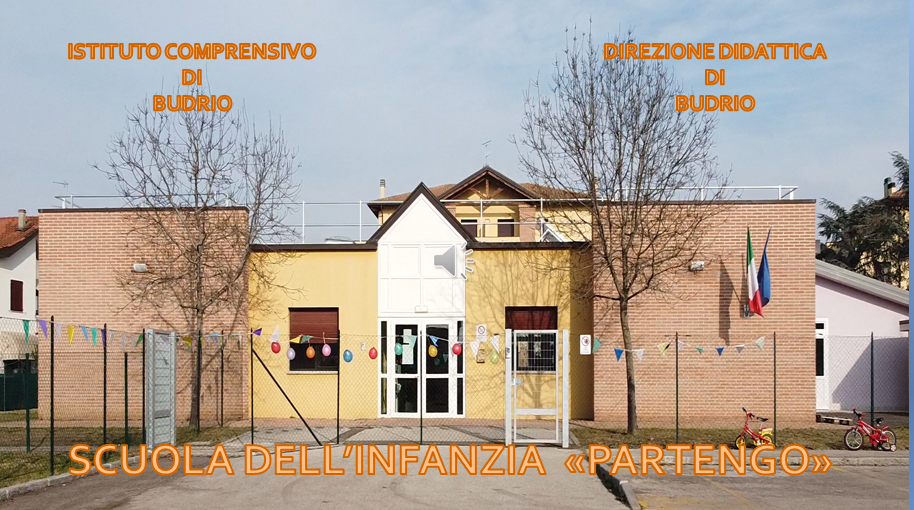 ISTITUTO COMPRENSIVO
DI
BUDRIO
DIREZIONE DIDATTICA
DI
BUDRIO
SCUOLA DELL'INFANZIA «PARTENGO»